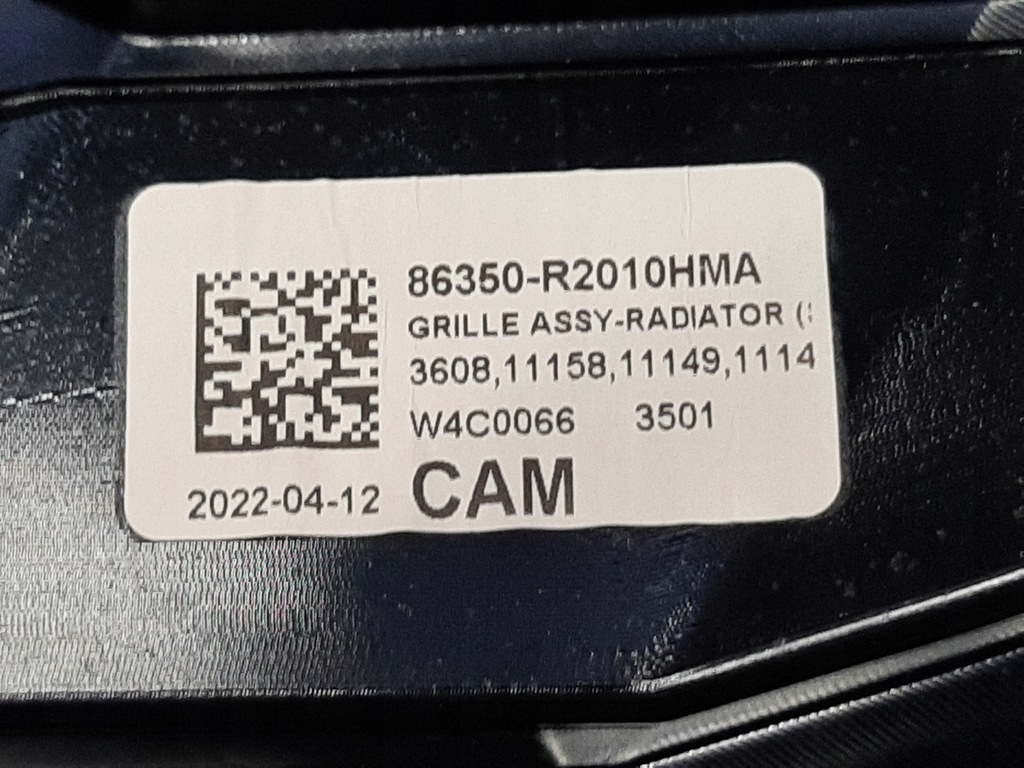 86350-R2010HMA
GRILLE ASSY-RADIATOR (
3608,11158,11149,1114
W4C0066 3501
2022-04-12 CAM